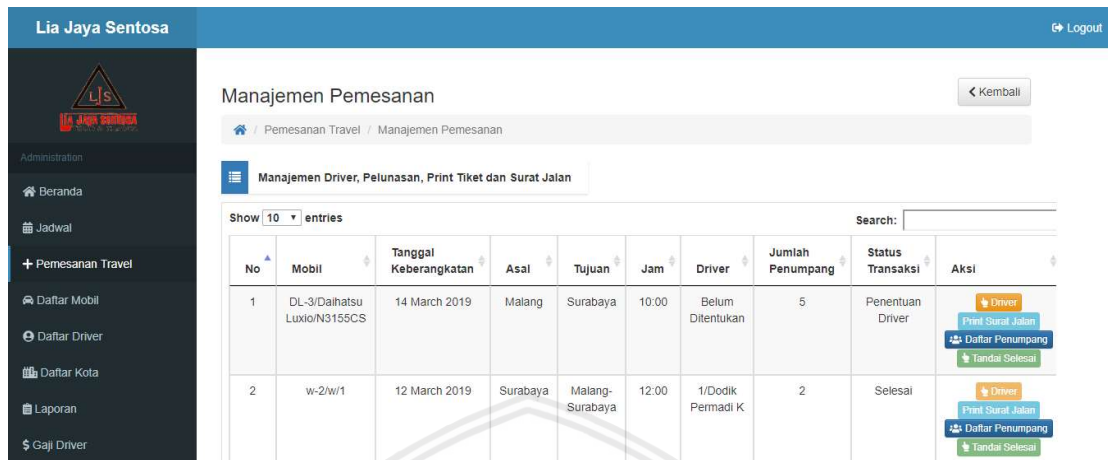 Lia Jaya Sentosa
Logout
LJS
LIA JAYA SENTOSA
Administration
Beranda
Jadwal
Pemesanan Travel
Daftar Mobil
Daftar Driver
Daftar Kota
Laporan
$ Gaji Driver
Manajemen Pemesanan
Kembali
/ Pemesanan Travel / Manajemen Pemesanan
Manajemen Driver, Pelunasan, Print Tiket dan Surat Jalan
Show 10 entries
Search:
No Mobil Tanggal Keberangkatan Asal Tujuan Jam Driver Jumlah Penumpang Status Transaksi Aksi
1 DL-3/Daihatsu Luxio/N3155CS 14 March 2019 Malang Surabaya 10:00 Belum Ditentukan 5 Penentuan Driver
Driver
Print Surat Jalan
Daftar Penumpang
Tandai Selesai
2 w-2/w/1 12 March 2019 Surabaya Malang-Surabaya 12:00 1/Dodik Permadi K 2 Selesai
Driver
Print Surat Jalan
Daftar Penumpang
Tandai Selesai